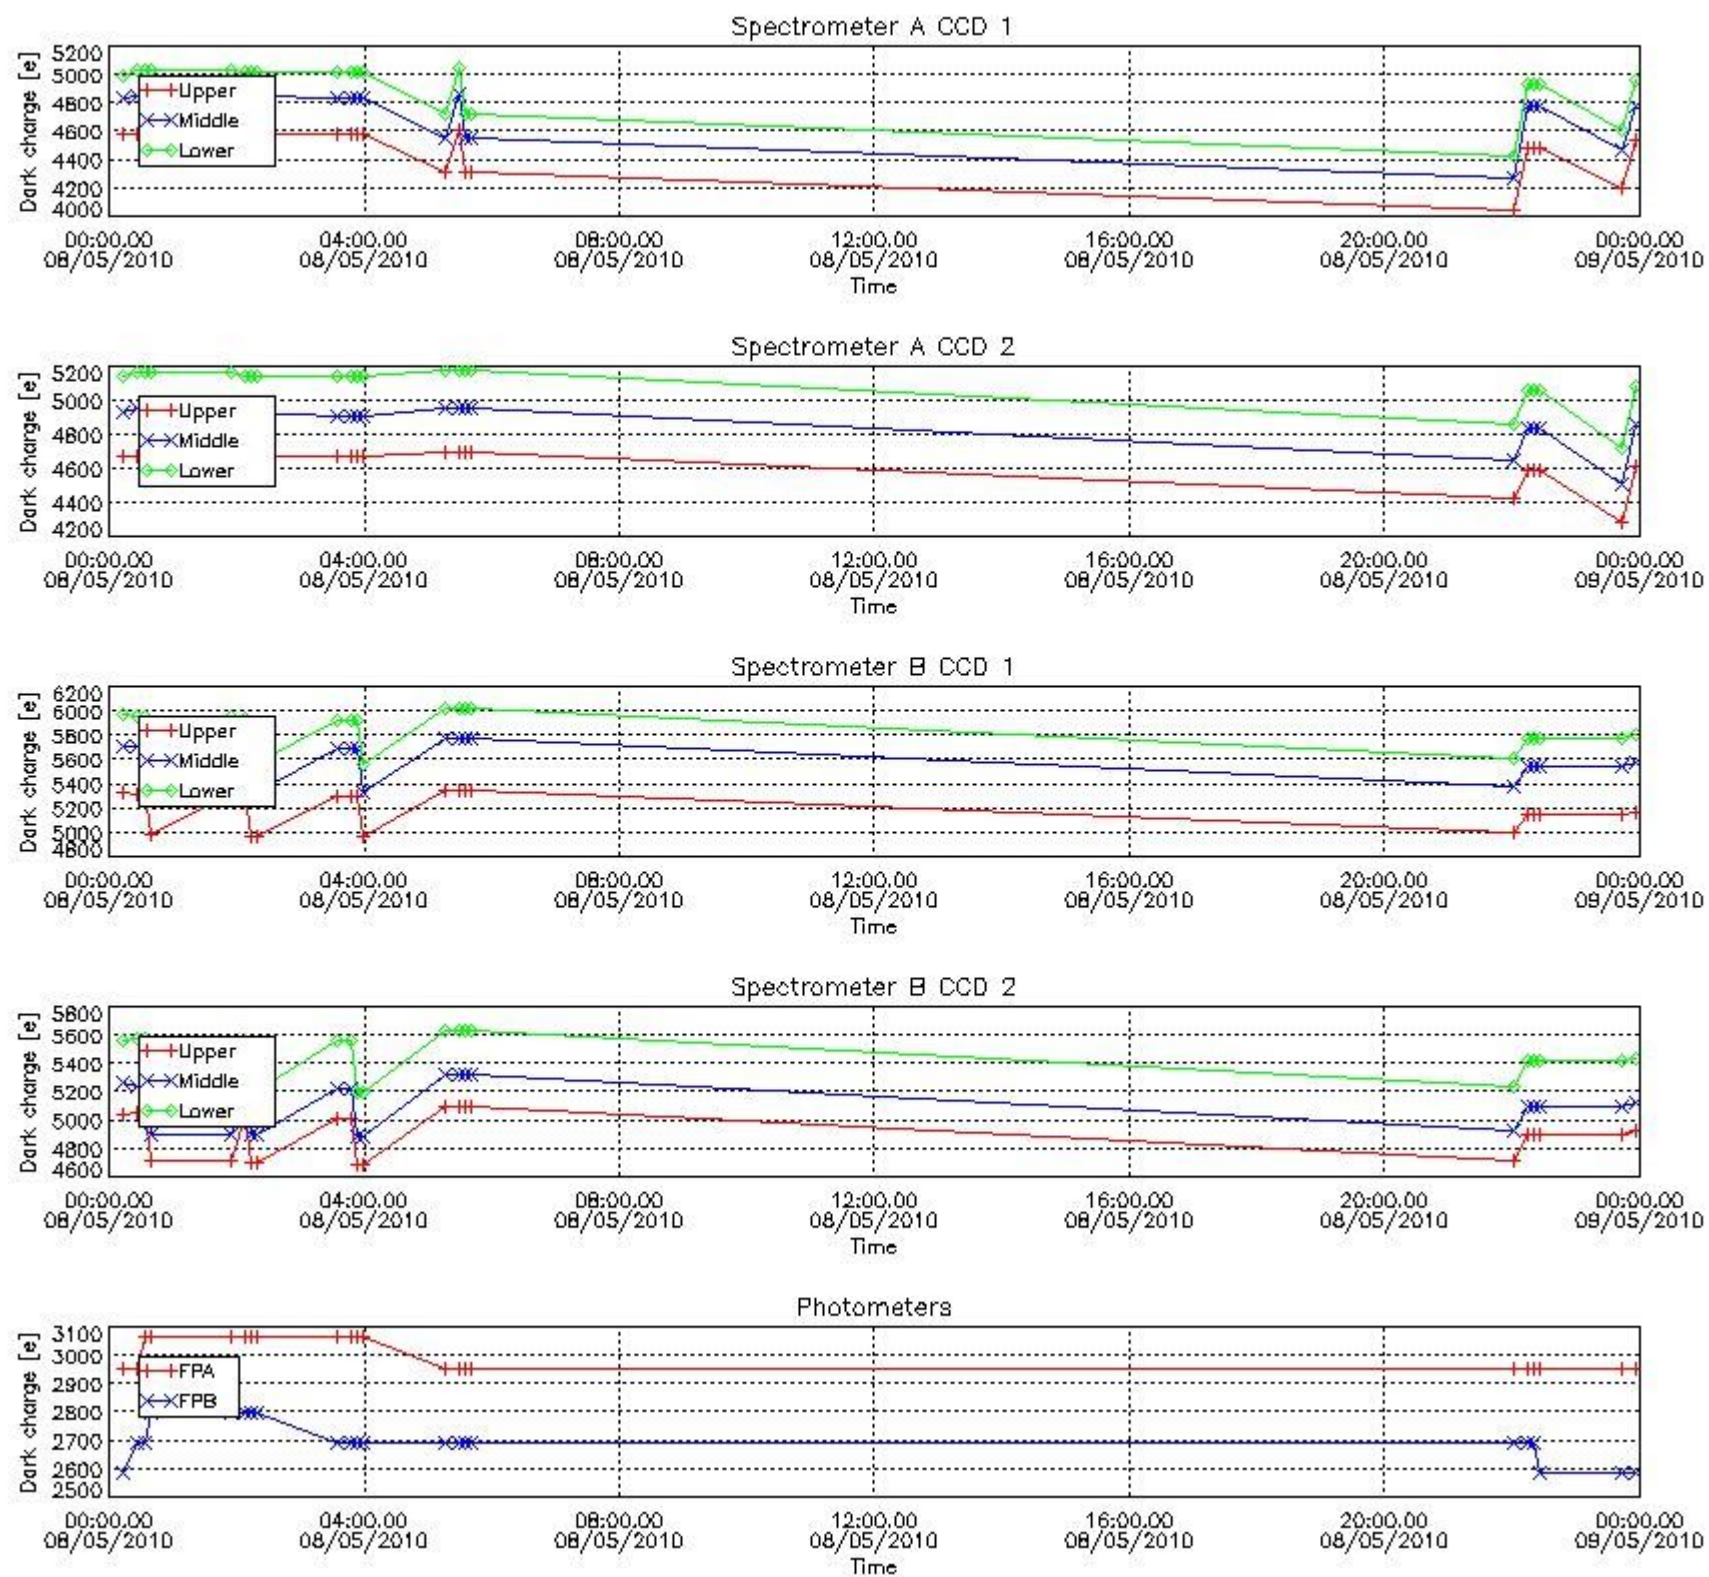 Spectrometer A CCD 1
Dark charge [e]
5200
5000
4800
4600
4400
4200
4000
Upper
Middle
Lower
00:00.00 04:00.00 08:00.00 12:00.00 16:00.00 20:00.00 00:00.00
08/05/2010 08/05/2010 08/05/2010 08/05/2010 08/05/2010 08/05/2010 09/05/2010
Time
Spectrometer A CCD 2
Dark charge [e]
5200
5000
4800
4600
4400
4200
Upper
Middle
Lower
00:00.00 04:00.00 08:00.00 12:00.00 16:00.00 20:00.00 00:00.00
08/05/2010 08/05/2010 08/05/2010 08/05/2010 08/05/2010 08/05/2010 09/05/2010
Time
Spectrometer B CCD 1
Dark charge [e]
6200
6000
5800
5600
5400
5200
5000
4800
Upper
Middle
Lower
00:00.00 04:00.00 08:00.00 12:00.00 16:00.00 20:00.00 00:00.00
08/05/2010 08/05/2010 08/05/2010 08/05/2010 08/05/2010 08/05/2010 09/05/2010
Time
Spectrometer B CCD 2
Dark charge [e]
5800
5600
5400
5200
5000
4800
4600
Upper
Middle
Lower
00:00.00 04:00.00 08:00.00 12:00.00 16:00.00 20:00.00 00:00.00
08/05/2010 08/05/2010 08/05/2010 08/05/2010 08/05/2010 08/05/2010 09/05/2010
Time
Photometers
Dark charge [e]
3100
3000
2900
2800
2700
2600
2500
FPA
FPB
00:00.00 04:00.00 08:00.00 12:00.00 16:00.00 20:00.00 00:00.00
08/05/2010 08/05/2010 08/05/2010 08/05/2010 08/05/2010 08/05/2010 09/05/2010
Time